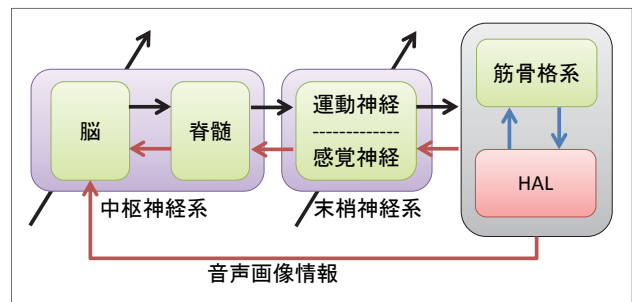 脳
脊髄
運動神経
感覚神経
筋骨格系
HAL
中枢神経系
末梢神経系
音声画像情報